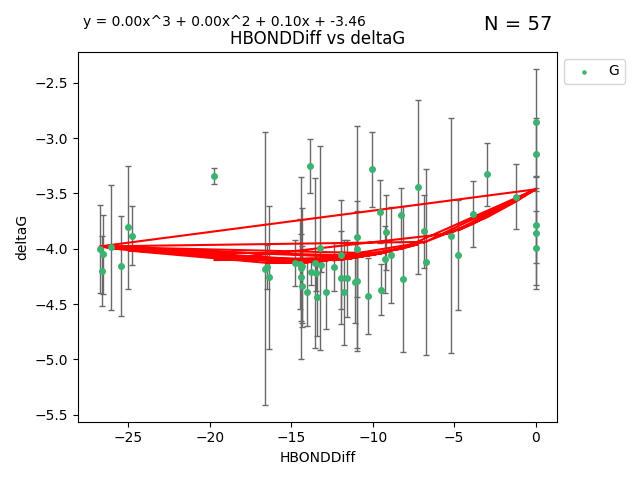 y = 0.00x^3 + 0.00x^2 + 0.10x + -3.46
N = 57
HBONDDiff vs deltaG
G
deltaG
−2.5
−3.0
−3.5
−4.0
−4.5
−5.0
−5.5
−25
−20
−15
−10
−5
0
HBONDDiff